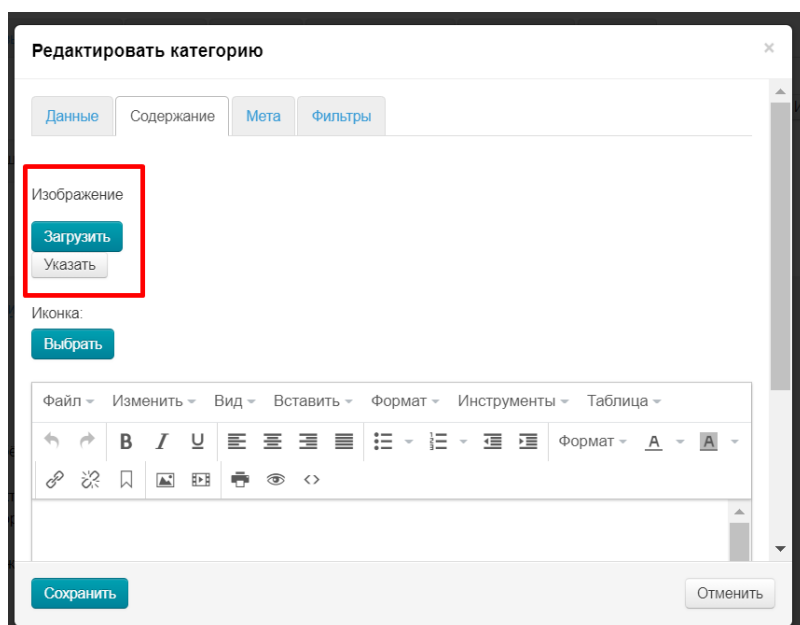 Редактировать категорию ×
Данные Содержание Мета Фильтры
Изображение
Загрузить
Указать
Иконка:
Выбрать
Файл Изменить Вид Вставить Формат Инструменты Таблица
B I U Формат A A
Сохранить Отменить